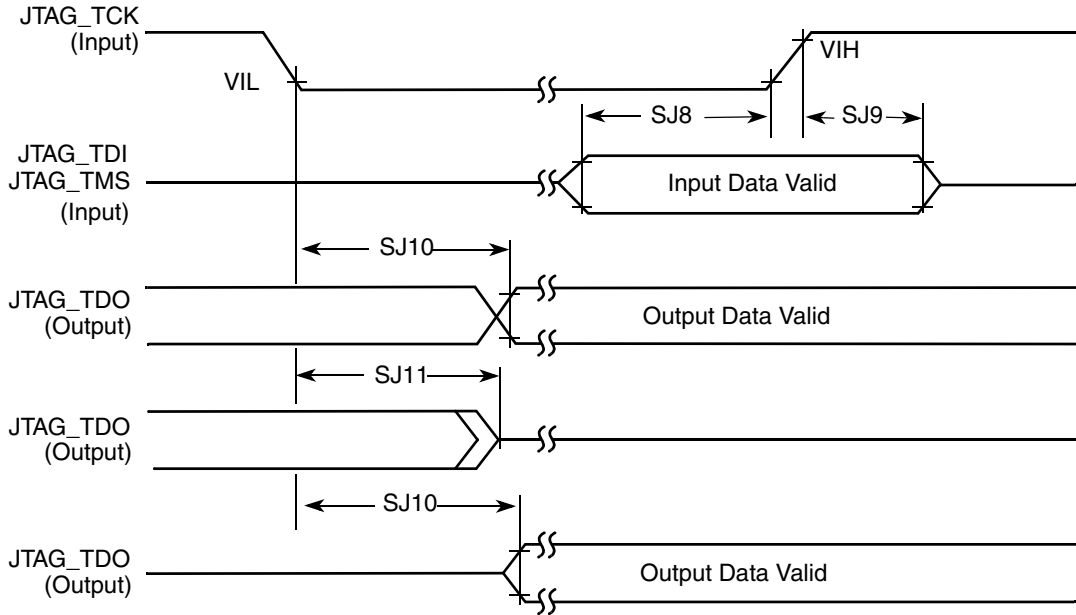 JTAG_TCK
(Input)
VIH
VIL
SJ8
SJ9
JTAG_TDI
JTAG_TMS
(Input)
Input Data Valid
SJ10
JTAG_TDO
(Output)
Output Data Valid
SJ11
JTAG_TDO
(Output)
SJ10
JTAG_TDO
(Output)
Output Data Valid